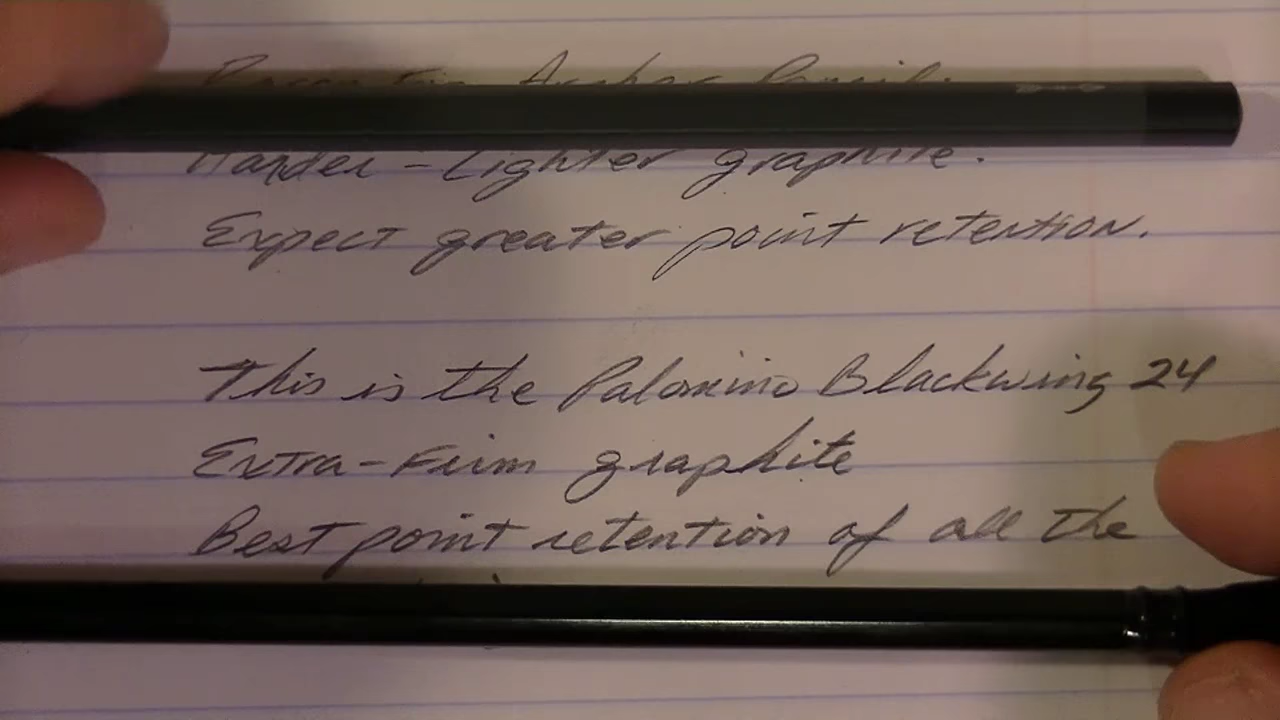 Pencil
Harder - Lighter graphite.
Expect greater point retention.
This is the Palomino Blackwing 24
Extra-Firm graphite
Best point retention of all the